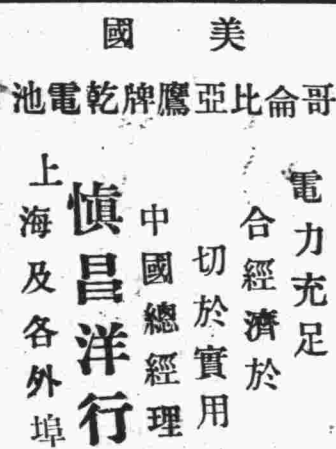 美國
哥侖比亞鷹牌乾電池
電力充足
合經濟於
切於實用
中國總經理
慎昌洋行
上海及各外埠